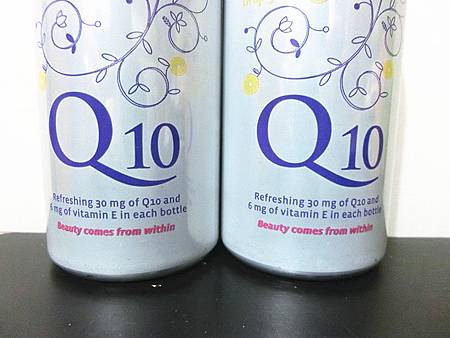 Q10
Refreshing 30 mg of Q10 and
6 mg of vitamin E in each bottle
Beauty comes from within
Q10
Refreshing 30 mg of Q10 and
6 mg of vitamin E in each bottle
Beauty comes from within